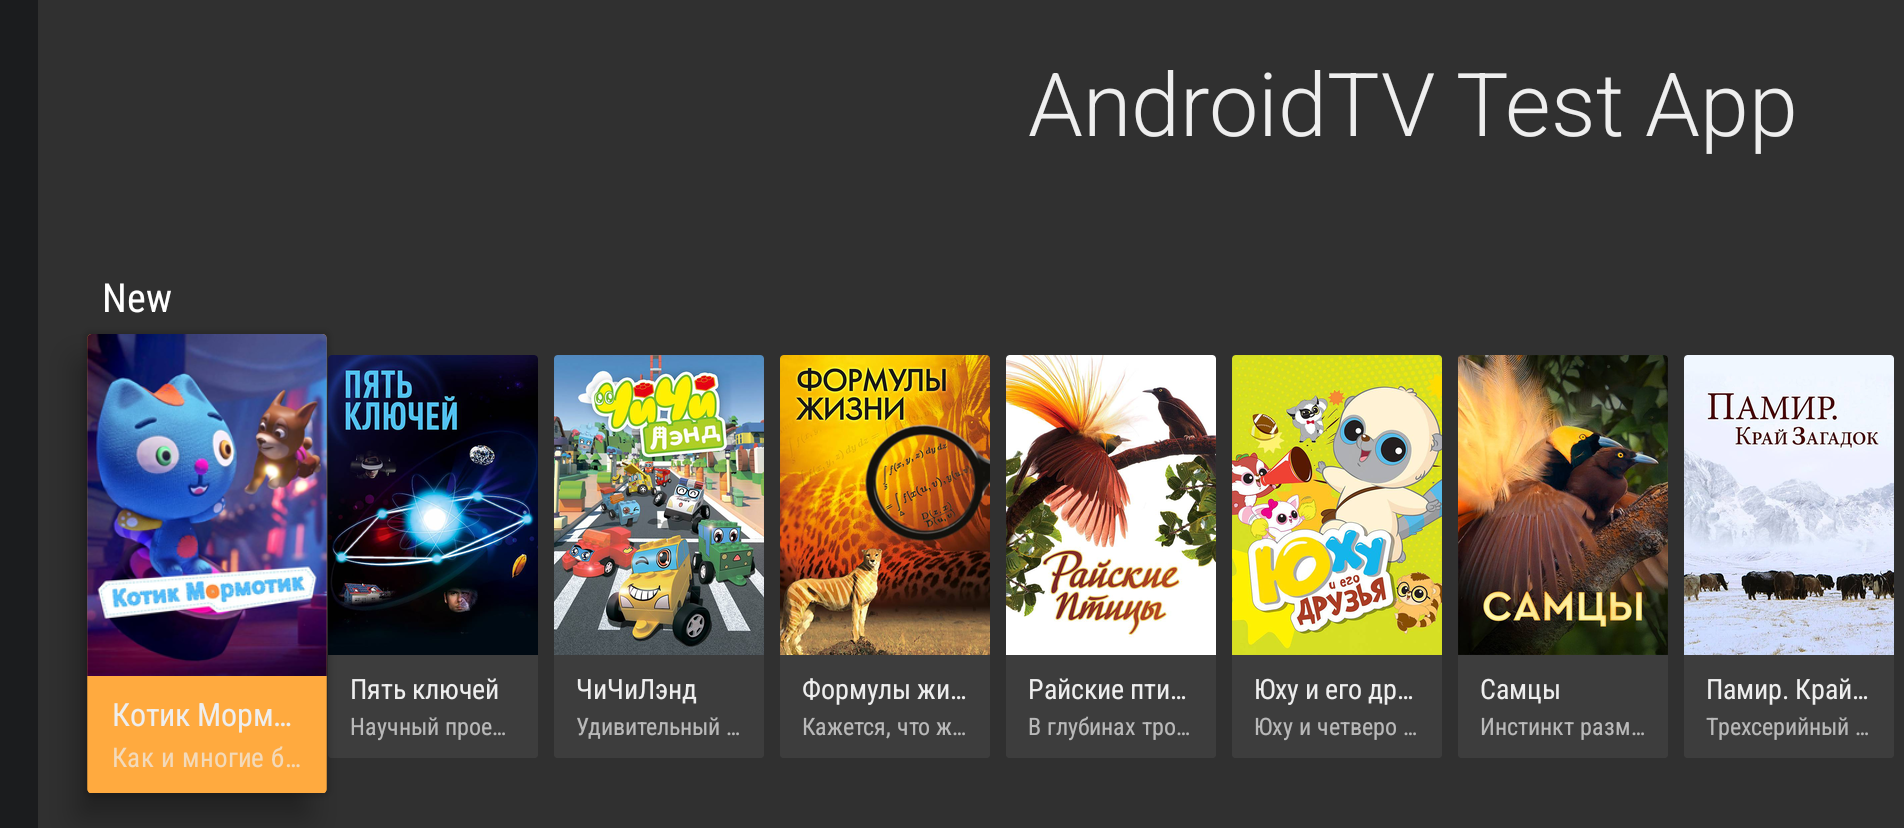 AndroidTV Test App
New
Котик Мормотик
Котик Морм...
Как и многие б...
ПЯТЬ
КЛЮЧЕЙ
Пять ключей
Научный прое...
ЧиЧи
Лэнд
ЧиЧиЛэнд
Удивительный ...
ФОРМУЛЫ
ЖИЗНИ
Формулы жи...
Кажется, что ж...
Райские
Птицы
Райские пти...
В глубинах тро...
Юху
и его
друзья
Юху и его др...
Юху и четверо ...
САМЦЫ
Самцы
Инстинкт разм...
ПАМИР.
КРАЙ ЗАГАДОК
Памир. Край...
Трехсерийный ...